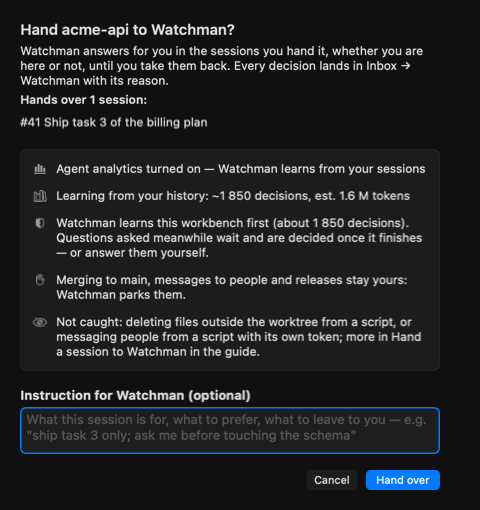 Hand acme-api to Watchman?
Watchman answers for you in the sessions you hand it, whether you are
here or not, until you take them back. Every decision lands in Inbox →
Watchman with its reason.
Hands over 1 session:
#41 Ship task 3 of the billing plan
Agent analytics turned on — Watchman learns from your sessions
Learning from your history: ~1 850 decisions, est. 1.6 M tokens
Watchman learns this workbench first (about 1 850 decisions).
Questions asked meanwhile wait and are decided once it finishes
— or answer them yourself.
Merging to main, messages to people and releases stay yours:
Watchman parks them.
Not caught: deleting files outside the worktree from a script, or
messaging people from a script with its own token; more in Hand
a session to Watchman in the guide.
Instruction for Watchman (optional)
What this session is for, what to prefer, what to leave to you — e.g.
"ship task 3 only; ask me before touching the schema"
Cancel
Hand over